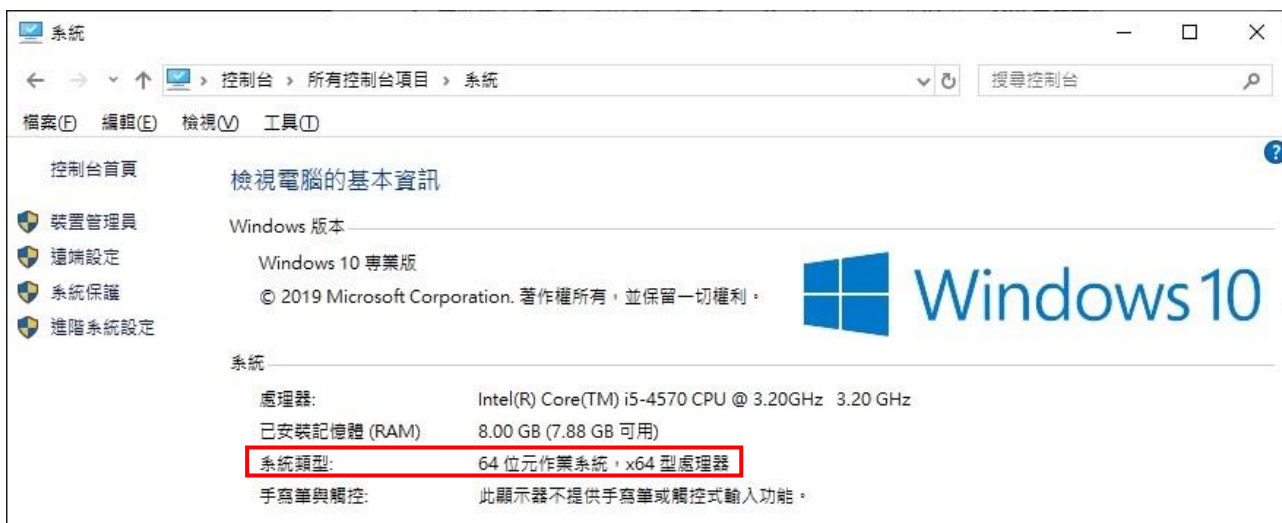 系統
控制台 › 所有控制台項目 › 系統
搜尋控制台
檔案(F) 編輯(E) 檢視(V) 工具(T)
控制台首頁
裝置管理員
遠端設定
系統保護
進階系統設定
檢視電腦的基本資訊
Windows 版本
Windows 10 專業版
© 2019 Microsoft Corporation. 著作權所有，並保留一切權利。
Windows 10
系統
處理器: Intel(R) Core(TM) i5-4570 CPU @ 3.20GHz 3.20 GHz
已安裝記憶體 (RAM) 8.00 GB (7.88 GB 可用)
系統類型: 64 位元作業系統，x64 型處理器
手寫筆與觸控: 此顯示器不提供手寫筆或觸控式輸入功能。